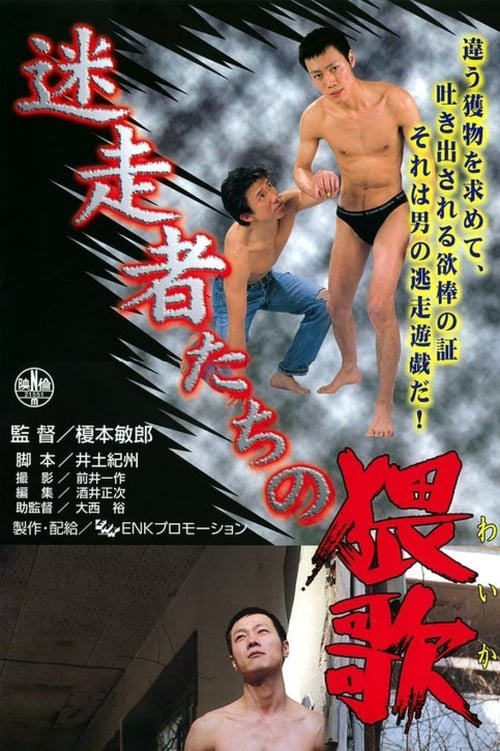 違う獲物を求めて、
吐き出される欲棒の証
それは男の逃走遊戯だ！
迷走者たちの
猥歌
わいか
映N倫
監督／榎本敏郎
脚本／井土紀州
撮影／前井一作
編集／酒井正次
助監督／大西 裕
製作・配給／ENKプロモーション